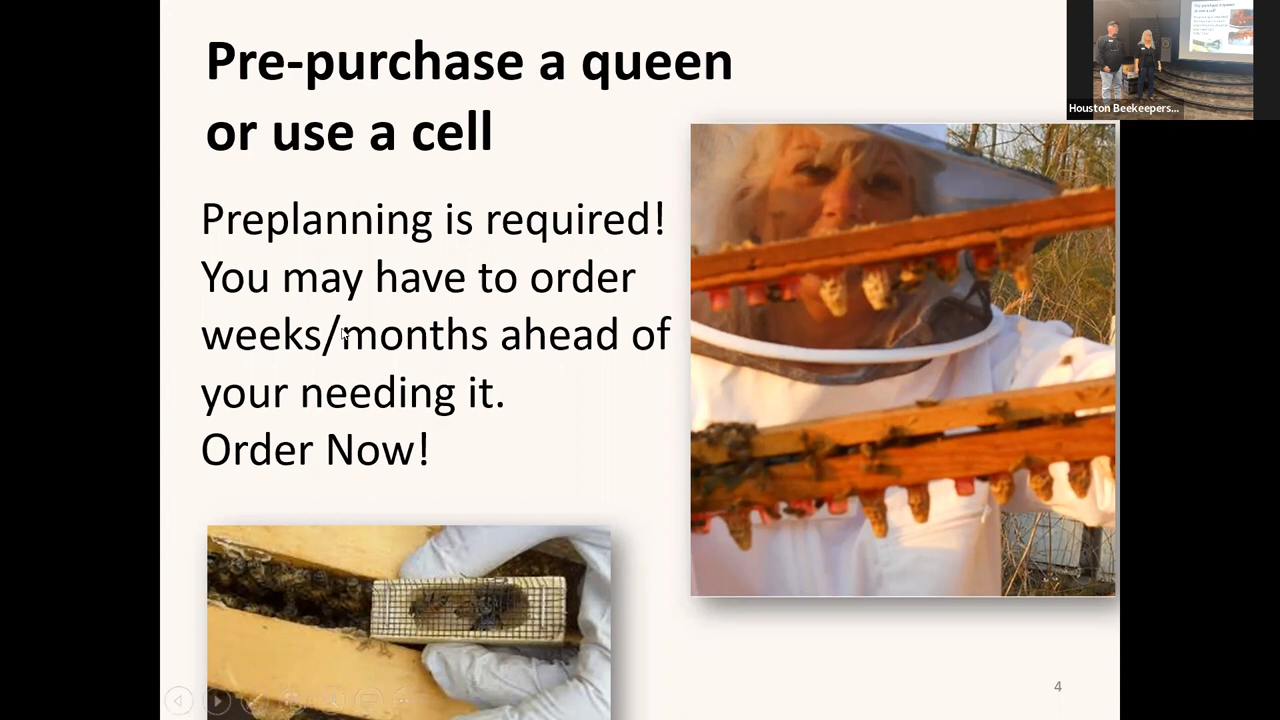 Pre-purchase a queen
or use a cell
Preplanning is required!
You may have to order
weeks/months ahead of
your needing it.
Order Now!
4
Houston Beekeepers...